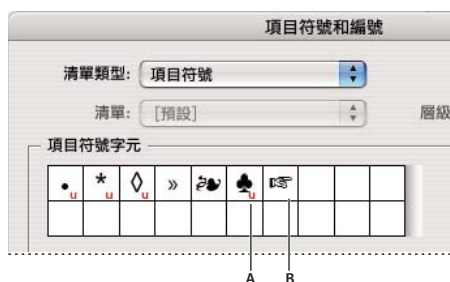 項目符號和編號
清單類型: 項目符號
清單: [預設] 層級
項目符號字元
• u * u ◊ u » ❧ ♣ u ☞
A B